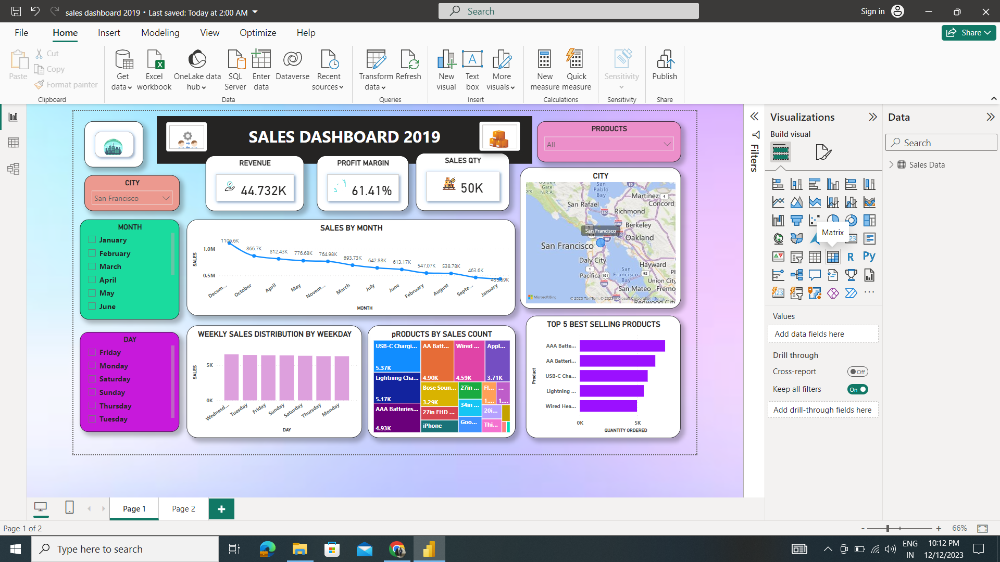 sales dashboard 2019 • Last saved: Today at 2:00 AM
Search
Sign in
File
Home
Insert
Modeling
View
Optimize
Help
Share
Paste
Cut
Copy
Format painter
Clipboard
Get data
Excel workbook
OneLake data hub
SQL Server
Enter data
Dataverse
Recent sources
Data
Transform data
Refresh
Queries
New visual
Text box
More visuals
Insert
New measure
Quick measure
Calculations
Sensitivity
Sensitivity
Publish
Share
SALES DASHBOARD 2019
PRODUCTS
All
CITY
San Francisco
REVENUE
44.732K
PROFIT MARGIN
61.41%
SALES QTY
50K
MONTH
January
February
March
April
May
June
SALES BY MONTH
SALES
1.0M
0.5M
1106.6K
866.7K
812.43K
776.68K
764.98K
693.73K
642.88K
613.17K
547.07K
538.78K
463.6K
Decem...
October
April
May
Novem...
March
July
June
February
August
Septe...
January
MONTH
CITY
Golden Gate N.R.A.
San Pablo Bay
80
Martinez
4
Concord
San Rafael
580
Richmond
Berkeley
San Francisco
1
101
80
Oakland
San Francisco
Daly City
Hayward
1
Pacifica
101
San Francisco Bay
92
Union City
280
San Mateo
Fremo
Redwood City
Microsoft Bing
© 2023 TomTom, © 2023 Microsoft Corporation Terms
DAY
Friday
Monday
Saturday
Sunday
Thursday
Tuesday
WEEKLY SALES DISTRIBUTION BY WEEKDAY
SALES
5K
0K
Wednesd...
Tuesday
Friday
Sunday
Saturday
Thursday
Monday
DAY
pRODUCTS BY SALES COUNT
USB-C Chargi...
5.37K
Lightning Cha...
5.17K
AAA Batteries...
4.93K
AA Batt...
4.90K
Wired ...
4.59K
Appl...
3.71K
Bose Soun...
3.29K
27in FHD ...
iPhone
27in ...
34in ...
Goo...
Fl...
1....
...
1....
20i...
Thi...
TOP 5 BEST SELLING PRODUCTS
Product
AAA Batte...
AA Batteri...
USB-C Cha...
Lightning ...
Wired Hea...
0K
5K
QUANTITY ORDERED
Filters
Visualizations
Build visual
Matrix
123
R
Py
123
...
Values
Add data fields here
Drill through
Cross-report
Off
Keep all filters
On
Add drill-through fields here
Data
Search
Sales Data
Page 1
Page 2
+
Page 1 of 2
-
+
66%
Type here to search
ENG
IN
10:12 PM
12/12/2023